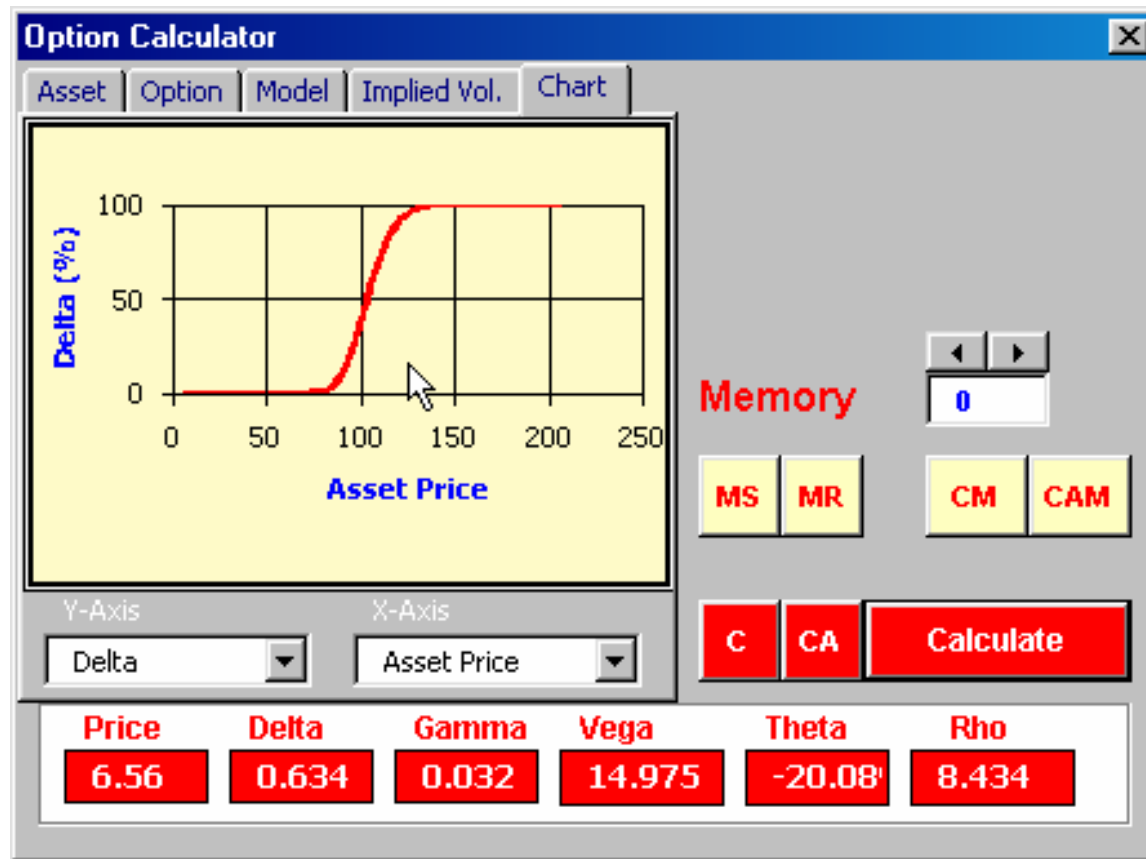 Option Calculator
Asset Option Model Implied Vol. Chart
100
50
0
Delta (%)
0 50 100 150 200 250
Asset Price
Memory
0
MS MR CM CAM
Y-Axis X-Axis
Delta Asset Price
C CA Calculate
Price Delta Gamma Vega Theta Rho
6.56 0.634 0.032 14.975 -20.08 8.434